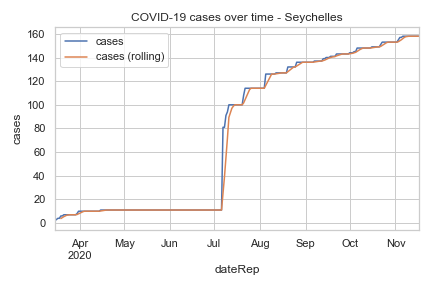 COVID-19 cases over time - Seychelles
cases
cases (rolling)
160
140
120
100
80
60
40
20
0
cases
Apr May Jun Jul Aug Sep Oct Nov
2020
dateRep